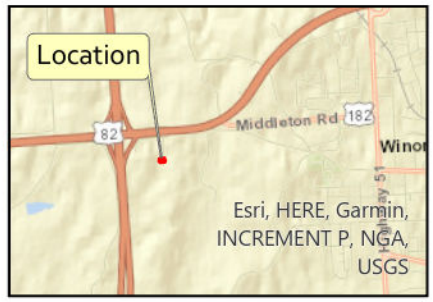 Location
Middleton Rd
182
82
Winon
Highway 51
Esri, HERE, Garmin,
INCREMENT P, NGA,
USGS